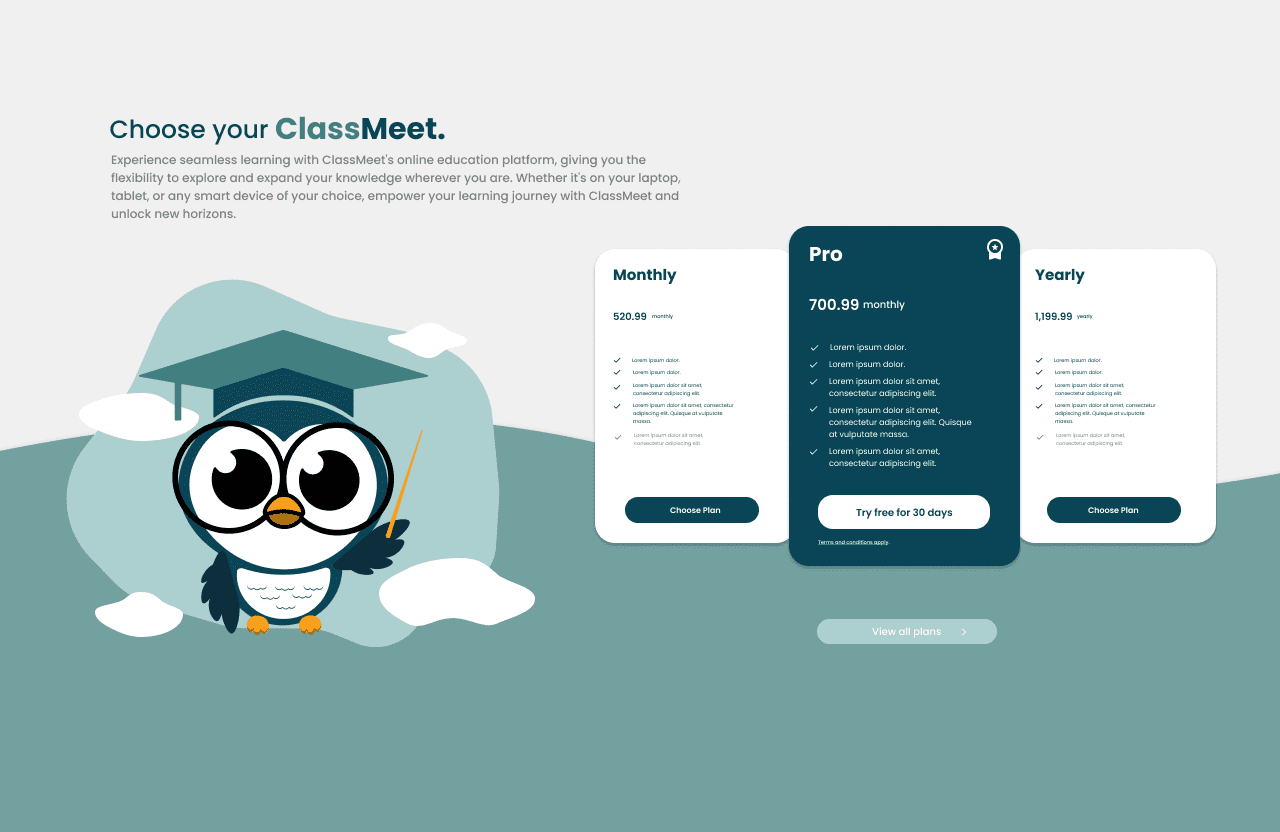 Choose your ClassMeet.
Experience seamless learning with ClassMeet's online education platform, giving you the
flexibility to explore and expand your knowledge wherever you are. Whether it's on your laptop,
tablet, or any smart device of your choice, empower your learning journey with ClassMeet and
unlock new horizons.
Monthly
520.99 monthly
Lorem ipsum dolor.
Lorem ipsum dolor.
Lorem ipsum dolor sit amet,
consectetur adipiscing elit.
Lorem ipsum dolor sit amet, consectetur
adipiscing elit. Quisque at vulputate
massa.
Lorem ipsum dolor sit amet,
consectetur adipiscing elit.
Choose Plan
Pro
700.99 monthly
Lorem ipsum dolor.
Lorem ipsum dolor.
Lorem ipsum dolor sit amet,
consectetur adipiscing elit.
Lorem ipsum dolor sit amet,
consectetur adipiscing elit. Quisque
at vulputate massa.
Lorem ipsum dolor sit amet,
consectetur adipiscing elit.
Try free for 30 days
Terms and conditions apply.
Yearly
1,199.99 yearly
Lorem ipsum dolor.
Lorem ipsum dolor.
Lorem ipsum dolor sit amet,
consectetur adipiscing elit.
Lorem ipsum dolor sit amet, consectetur
adipiscing elit. Quisque at vulputate
massa.
Lorem ipsum dolor sit amet,
consectetur adipiscing elit.
Choose Plan
View all plans